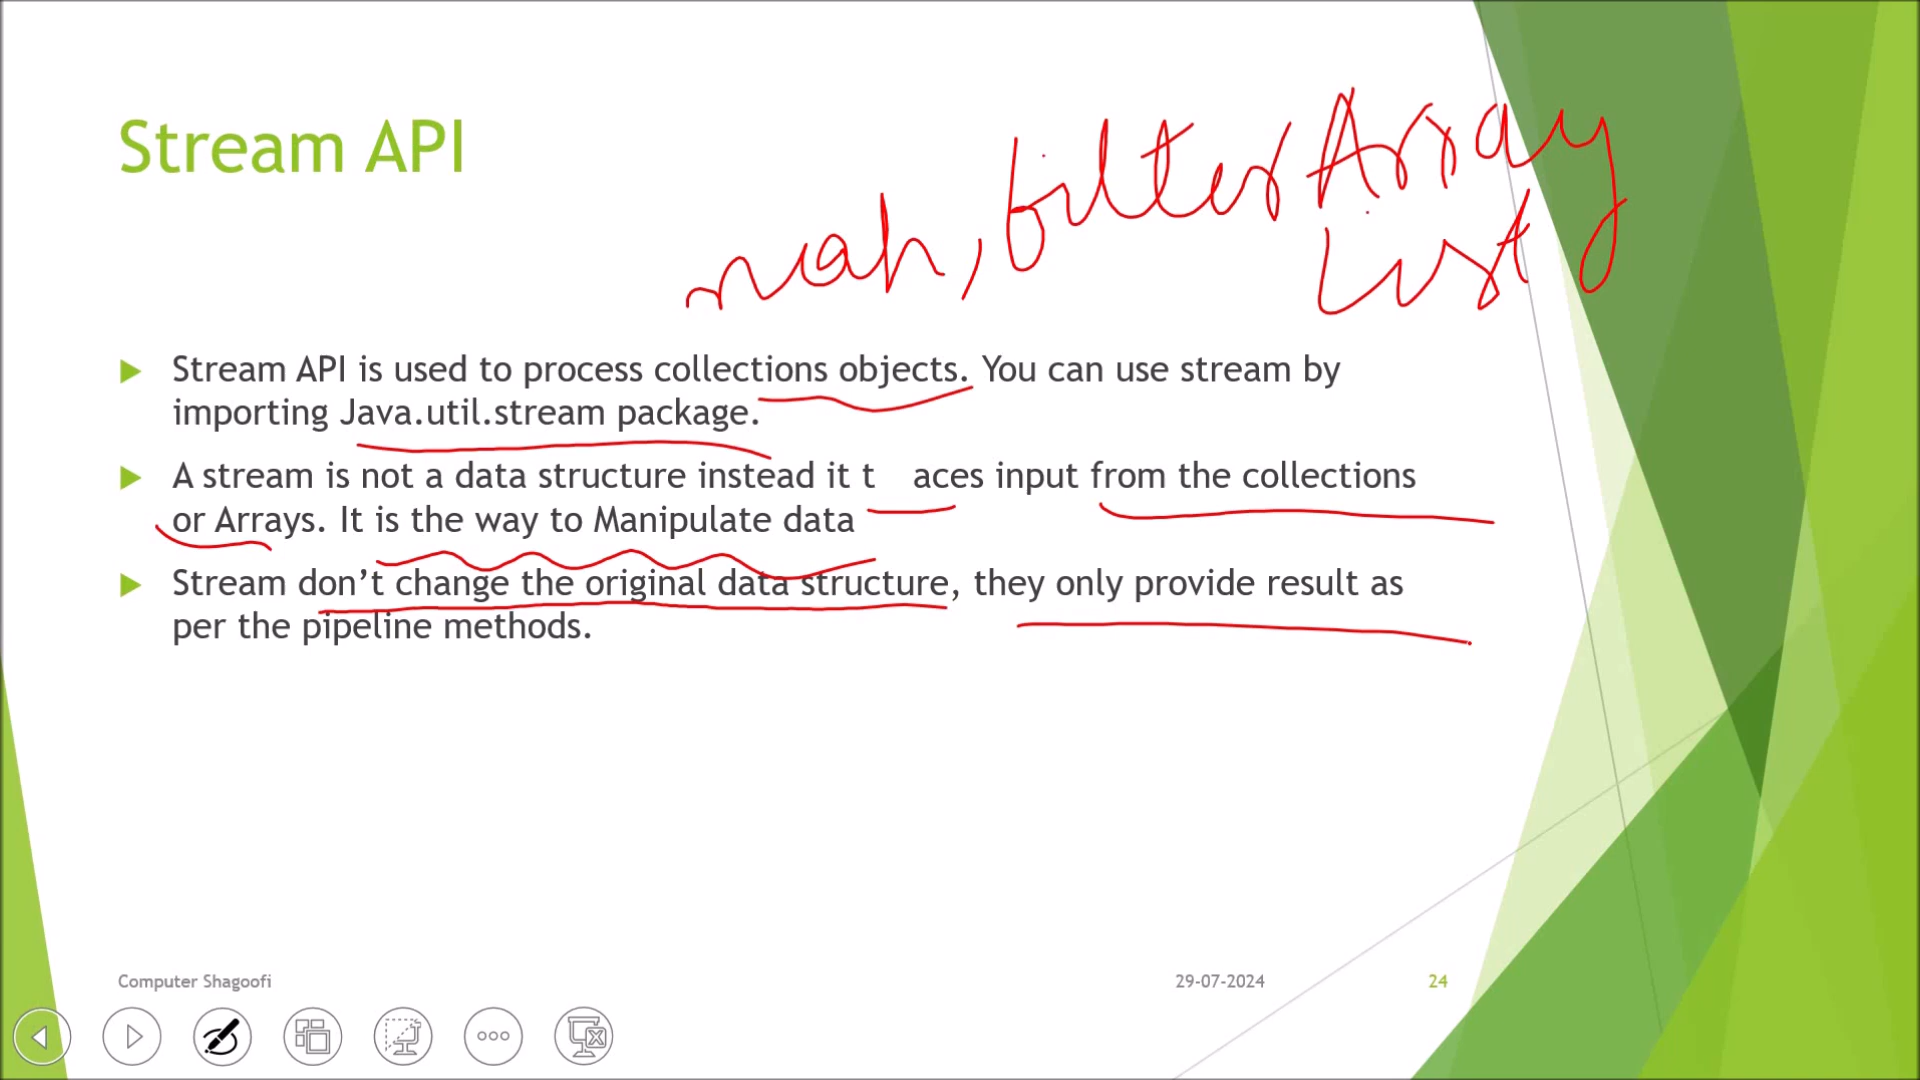 Stream API
map, filter Array
List
Stream API is used to process collections objects. You can use stream by
importing Java.util.stream package.
A stream is not a data structure instead it t aces input from the collections
or Arrays. It is the way to Manipulate data
Stream don't change the original data structure, they only provide result as
per the pipeline methods.
Computer Shagoofi
29-07-2024
24